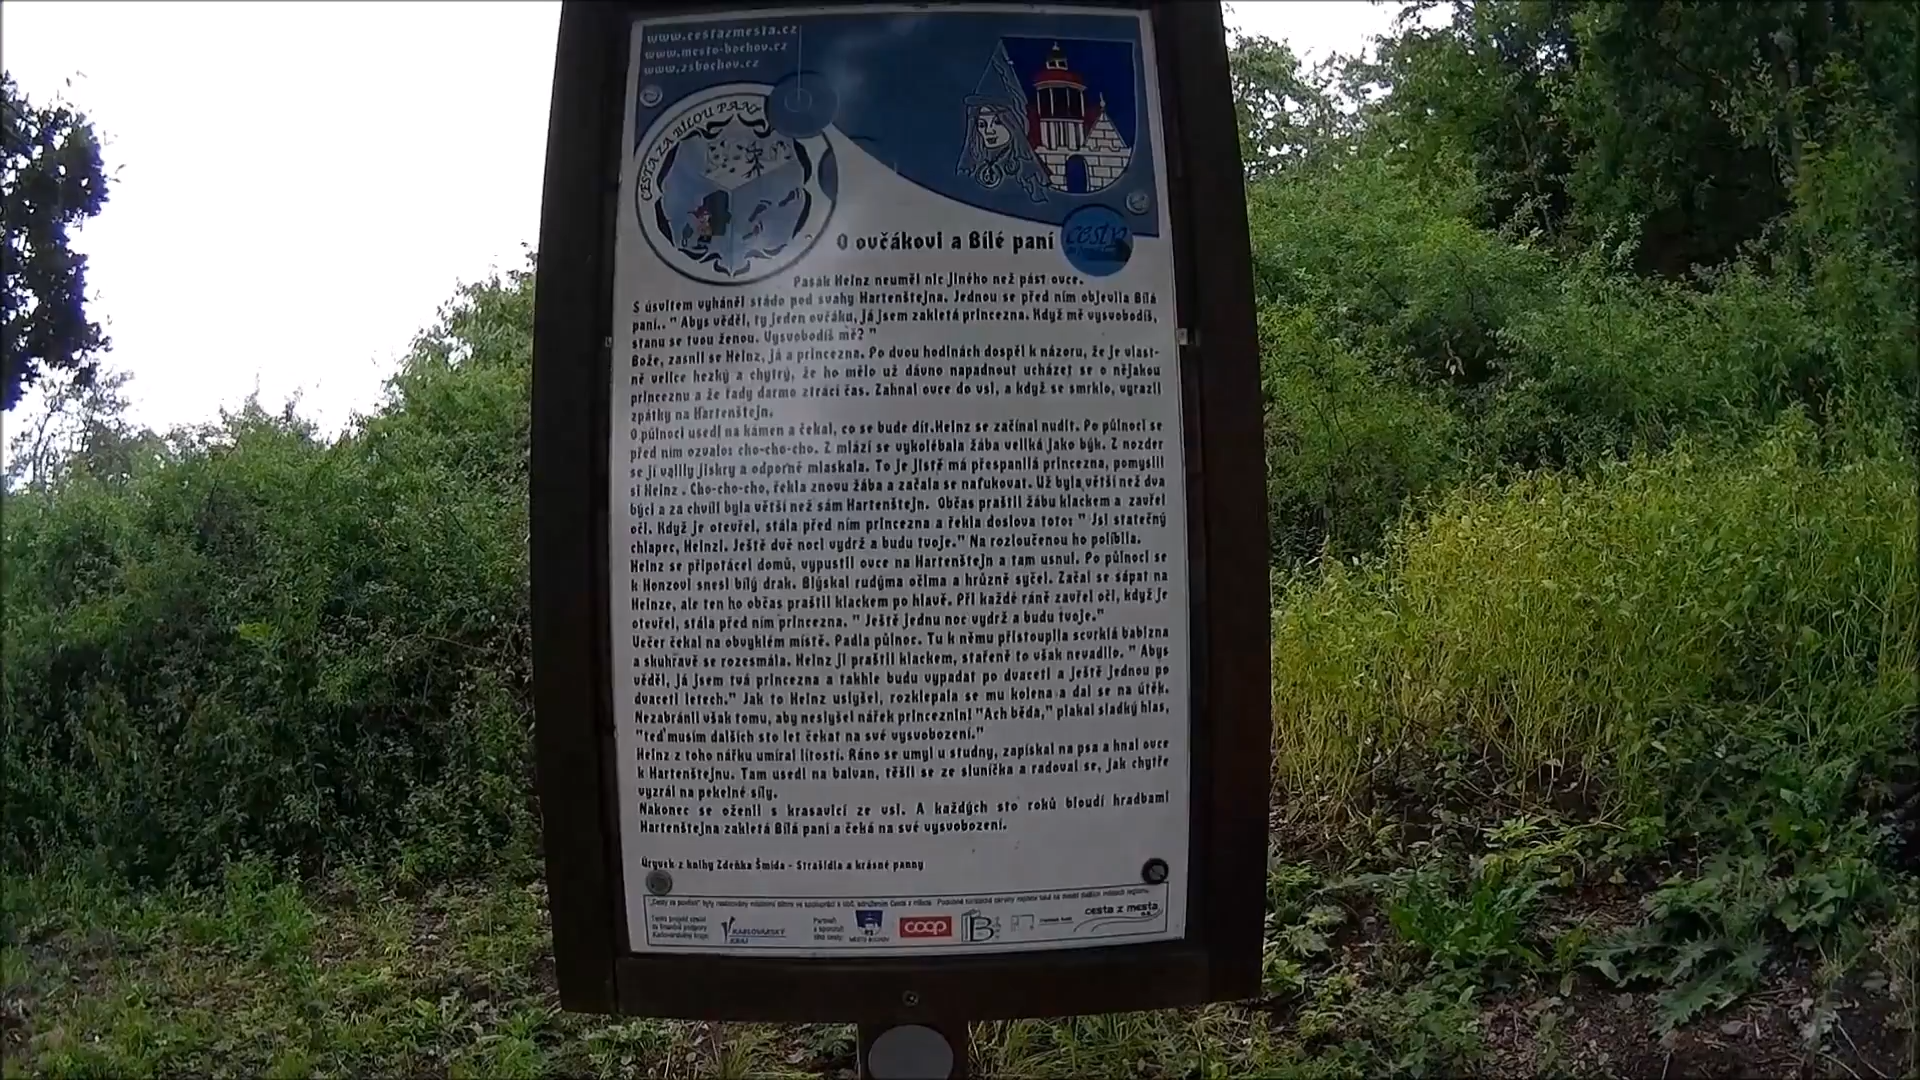 www.cestazmesta.cz
www.mesto-bochov.cz
www.zsbochov.cz
CESTA ZA BÍLOU PANÍ
cesty
O ovčákovi a Bílé paní
Pasák Heinz neuměl nic jiného než pást ovce.
S úsvitem vyháněl stádo pod svahy Hartenštejna. Jednou se před ním objevila Bílá
paní.. " Abys věděl, ty jeden ovčáku, já jsem zakletá princezna. Když mě vysvobodíš,
stanu se tvou ženou. Vysvobodíš mě? "
Bože, zasnil se Heinz, já a princezna. Po dvou hodinách dospěl k názoru, že je vlast-
ně velice hezký a chytrý, že ho mělo už dávno napadnout ucházet se o nějakou
princeznu a že tady darmo ztrácí čas. Zahnal ovce do vsi, a když se smrklo, vyrazil
zpátky na Hartenštejn.
O půlnoci usedl na kámen a čekal, co se bude dít.Heinz se začínal nudit. Po půlnoci se
před ním ozvalo: cho-cho-cho. Z mlází se vykolébala žába veliká jako býk. Z nozder
se jí valily jiskry a odporně mlaskala. To je jistě má přespanilá princezna, pomyslil
si Heinz . Cho-cho-cho, řekla znovu žába a začala se nafukovat. Už byla větší než dva
býci a za chvíli byla větší než sám Hartenštejn. Občas praštil žábu klackem a zavřel
oči. Když je otevřel, stála před ním princezna a řekla doslova toto: " Jsi statečný
chlapec, Heinzi. Ještě dvě noci vydrž a budu tvoje." Na rozloučenou ho políbila.
Heinz se připotácel domů, vypustil ovce na Hartenštejn a tam usnul. Po půlnoci se
k Honzovi snesl bílý drak. Blýskal rudýma očima a hrůzně syčel. Začal se sápat na
Heinze, ale ten ho občas praštil klackem po hlavě. Při každé ráně zavřel oči, když je
otevřel, stála před ním princezna. " Ještě jednu noc vydrž a budu tvoje."
Večer čekal na obvyklém místě. Padla půlnoc. Tu k němu přistoupila scvrklá babizna
a skuhravě se rozesmála. Heinz ji praštil klackem, stařeně to však nevadilo. " Abys
věděl, já jsem tvá princezna a takhle budu vypadat po dvaceti a ještě jednou po
dvaceti letech." Jak to Heinz uslyšel, rozklepala se mu kolena a dal se na útěk.
Nezabránil však tomu, aby neslyšel nářek princeznin! "Ach běda," plakal sladký hlas,
"teď musím dalších sto let čekat na své vysvobození."
Heinz z toho nářku umíral lítostí. Ráno se umyl u studny, zapískal na psa a hnal ovce
k Hartenštejnu. Tam usedl na balvan, těšil se ze sluníčka a radoval se, jak chytře
vyzrál na pekelné síly.
Nakonec se oženil s krasavicí ze vsi. A každých sto roků bloudí hradbami
Hartenštejna zakletá Bílá paní a čeká na své vysvobození.
Úryvek z knihy Zdeňka Šmída - Strašidla a krásné panny
Tento projekt vznikl
za finanční podpory
Karlovarského kraje
KARLOVARSKÝ
KRAJ
Partneři
a sponzoři
této cesty:
MĚSTO BOCHOV
coop
cesta z města